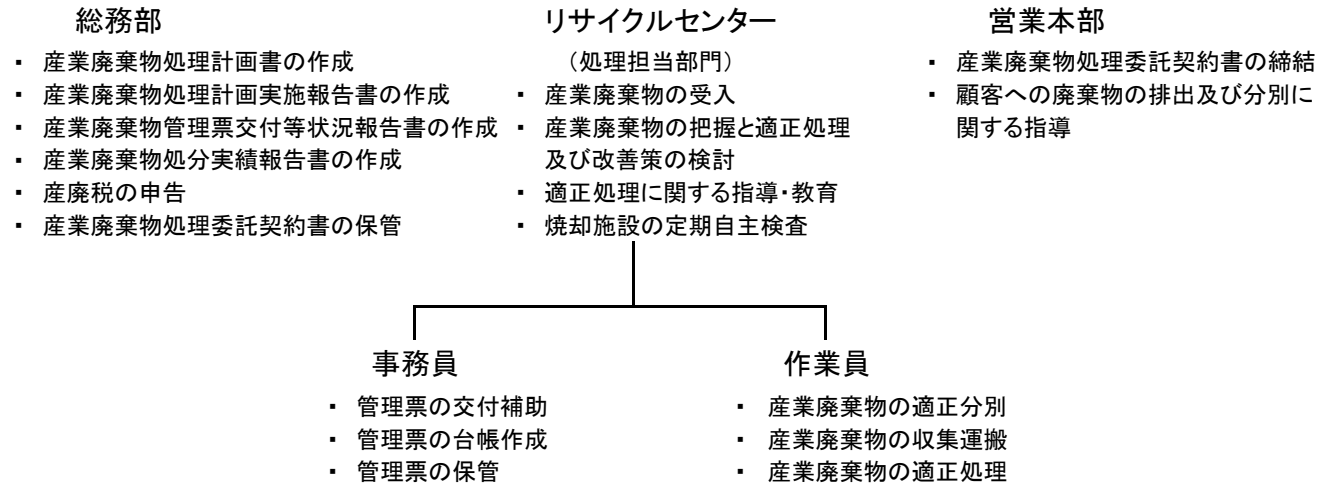 総務部
▪ 産業廃棄物処理計画書の作成
▪ 産業廃棄物処理計画実施報告書の作成
▪ 産業廃棄物管理票交付等状況報告書の作成
▪ 産業廃棄物処分実績報告書の作成
▪ 産廃税の申告
▪ 産業廃棄物処理委託契約書の保管
リサイクルセンター
（処理担当部門）
▪ 産業廃棄物の受入
▪ 産業廃棄物の把握と適正処理
及び改善策の検討
▪ 適正処理に関する指導・教育
▪ 焼却施設の定期自主検査
営業本部
▪ 産業廃棄物処理委託契約書の締結
▪ 顧客への廃棄物の排出及び分別に
関する指導
事務員
▪ 管理票の交付補助
▪ 管理票の台帳作成
▪ 管理票の保管
作業員
▪ 産業廃棄物の適正分別
▪ 産業廃棄物の収集運搬
▪ 産業廃棄物の適正処理